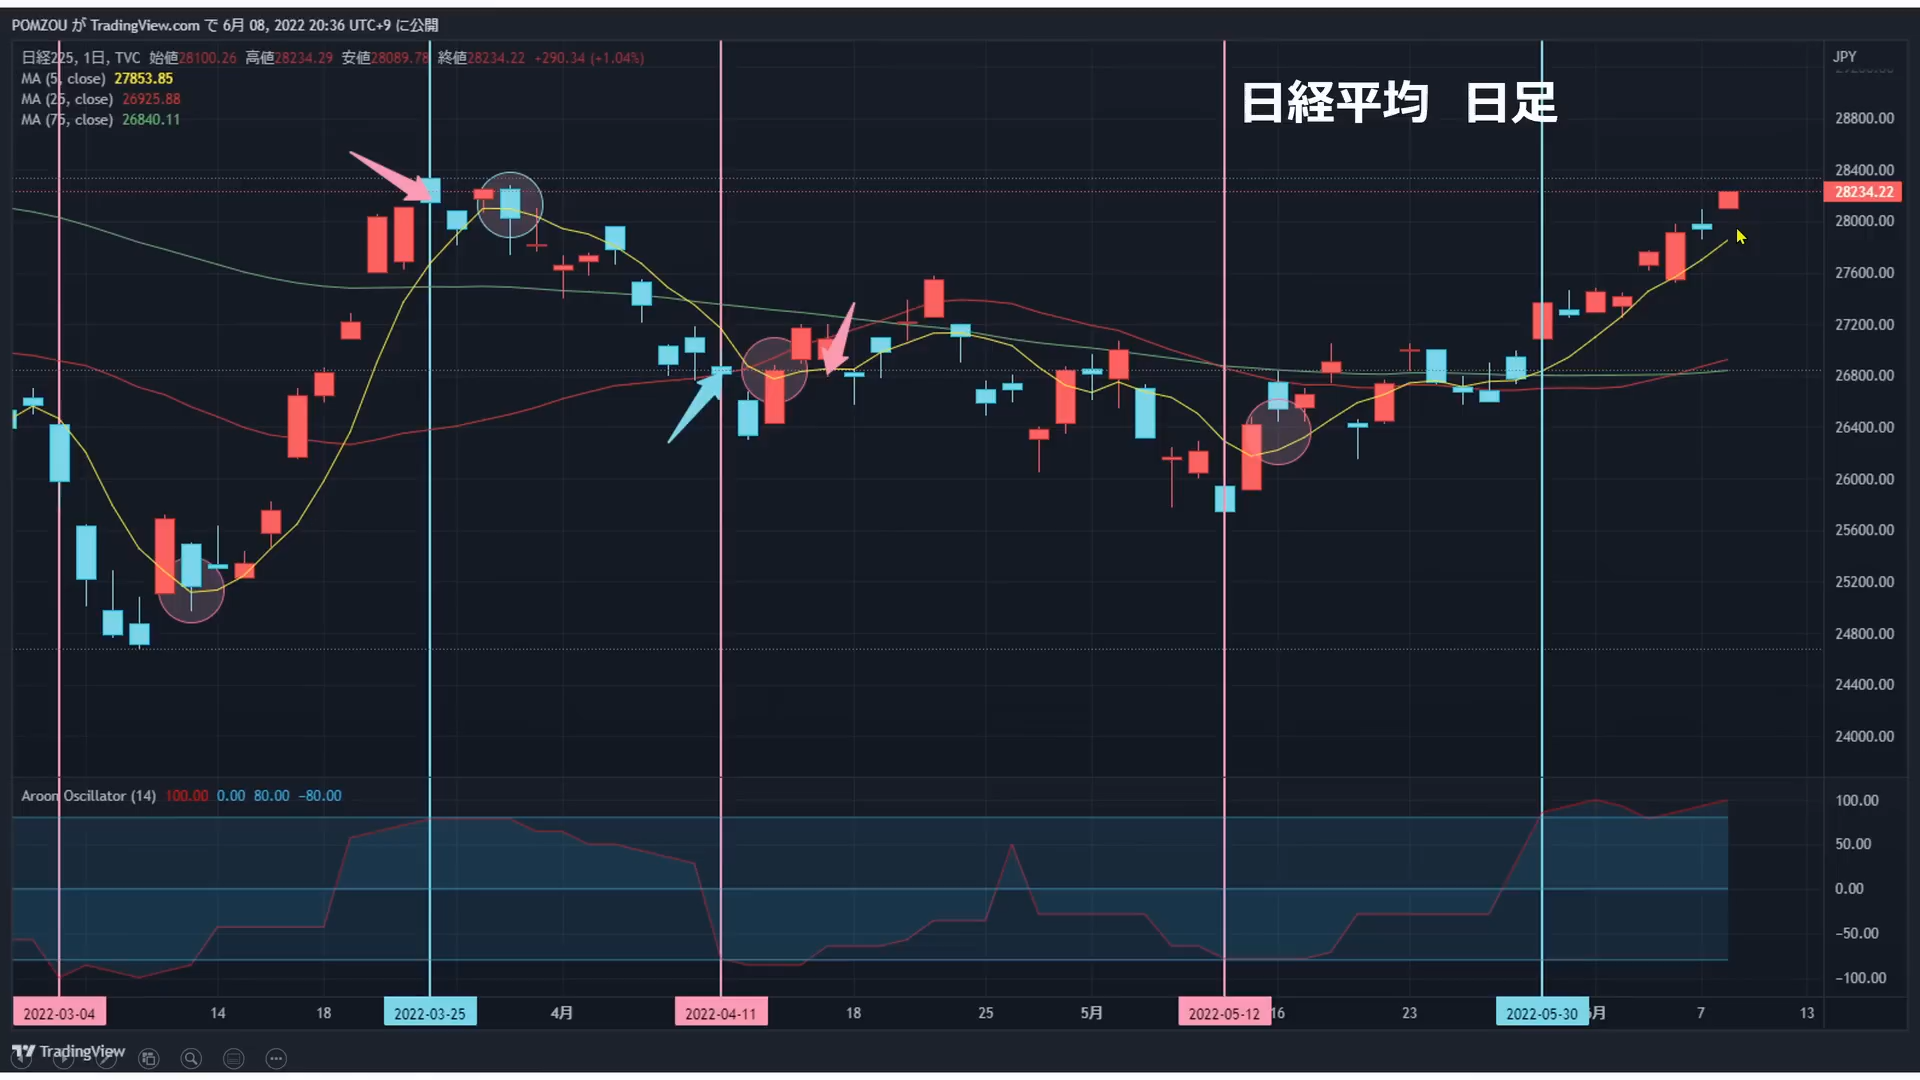 POMZOU が TradingView.com で 6月 08, 2022 20:36 UTC+9 に公開
日経225, 1日, TVC 始値28100.26 高値28234.29 安値28089.78 終値28234.22 +290.34 (+1.04%)
MA (5, close) 27853.85
MA (25, close) 26925.88
MA (75, close) 26840.11
日経平均 日足
JPY
28800.00
28400.00
28234.22
28000.00
27600.00
27200.00
26800.00
26400.00
26000.00
25600.00
25200.00
24800.00
24400.00
24000.00
Aroon Oscillator (14) 100.00 0.00 80.00 −80.00
100.00
50.00
0.00
−50.00
−100.00
2022-03-04 14 18 2022-03-25 4月 2022-04-11 18 25 5月 2022-05-12 16 23 2022-05-30 月 7 13
TradingView